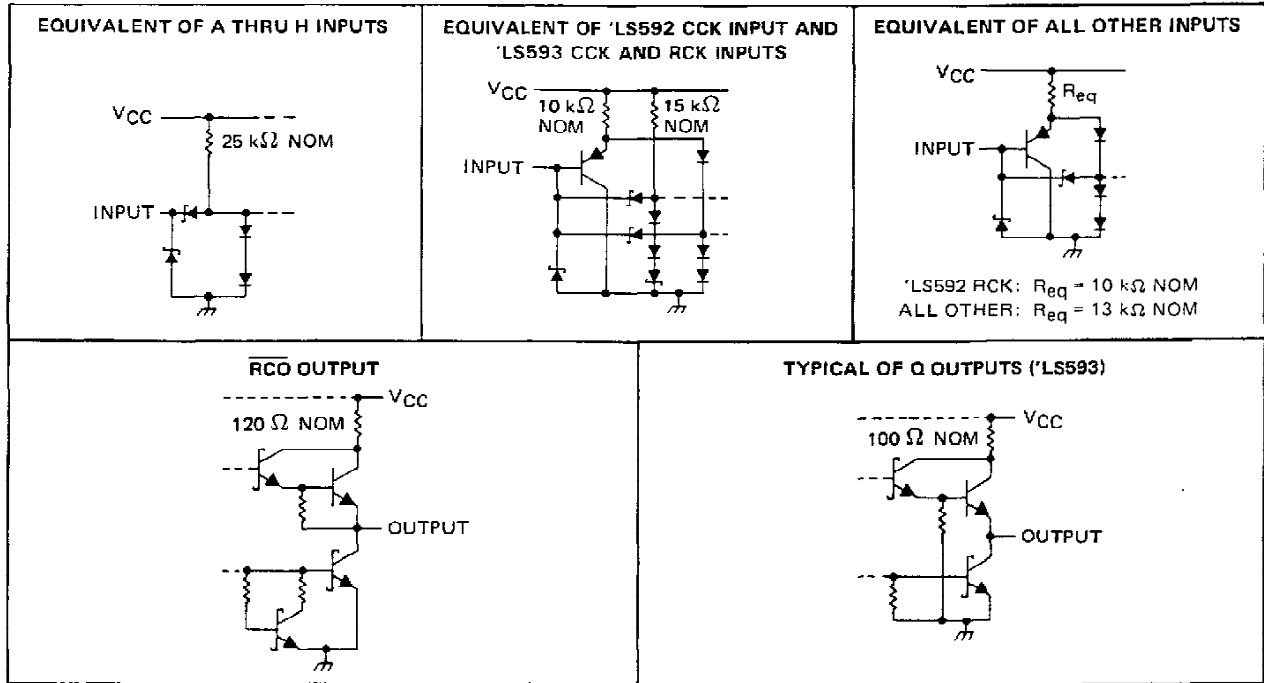 EQUIVALENT OF A THRU H INPUTS
VCC
25 kΩ NOM
INPUT
EQUIVALENT OF 'LS592 CCK INPUT AND
'LS593 CCK AND RCK INPUTS
VCC
10 kΩ
NOM
15 kΩ
NOM
INPUT
EQUIVALENT OF ALL OTHER INPUTS
VCC
Req
INPUT
'LS592 RCK: Req = 10 kΩ NOM
ALL OTHER: Req = 13 kΩ NOM
R̅C̅O̅ OUTPUT
VCC
120 Ω NOM
OUTPUT
TYPICAL OF Q OUTPUTS ('LS593)
VCC
100 Ω NOM
OUTPUT